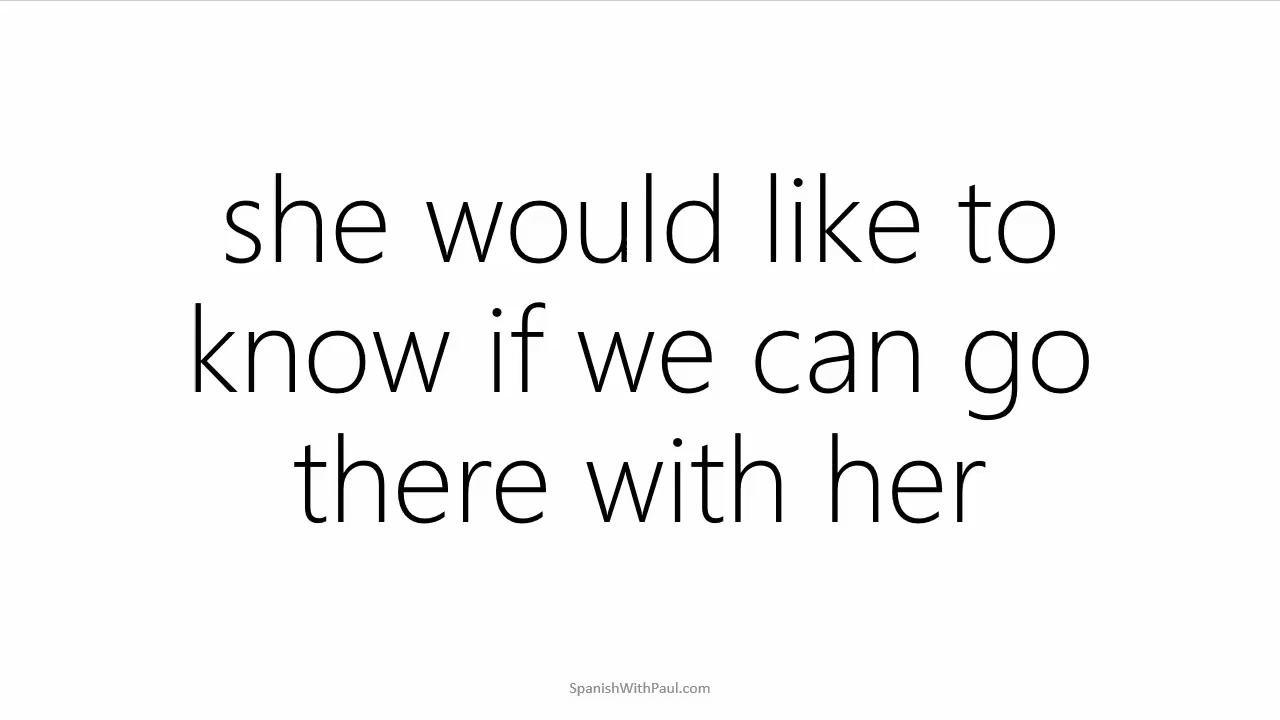 she would like to
know if we can go
there with her
SpanishWithPaul.com